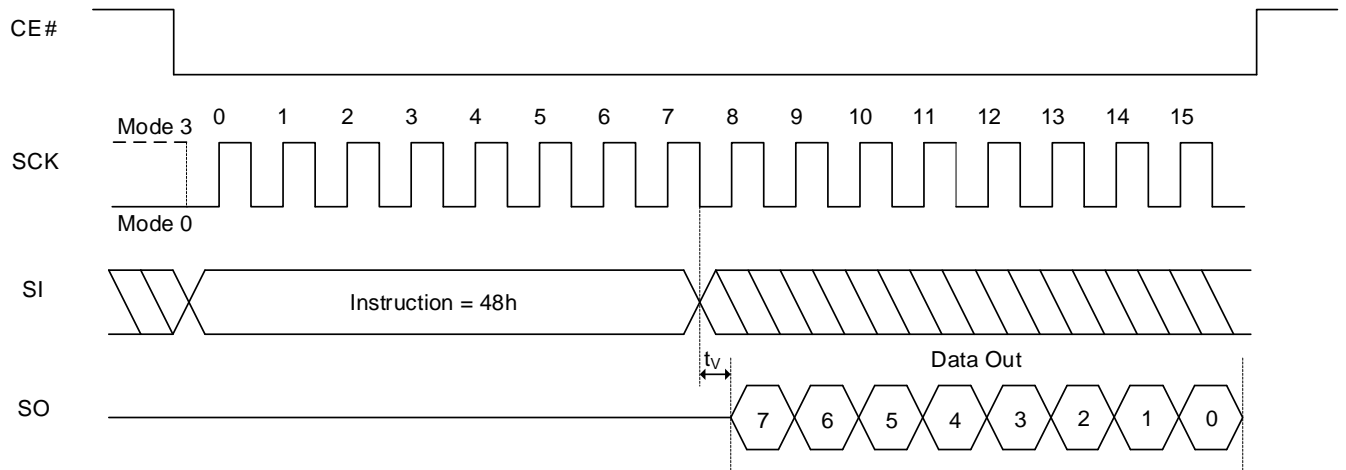 CE#
Mode 3 0 1 2 3 4 5 6 7 8 9 10 11 12 13 14 15
SCK
Mode 0
SI
Instruction = 48h
tV
Data Out
SO
7 6 5 4 3 2 1 0